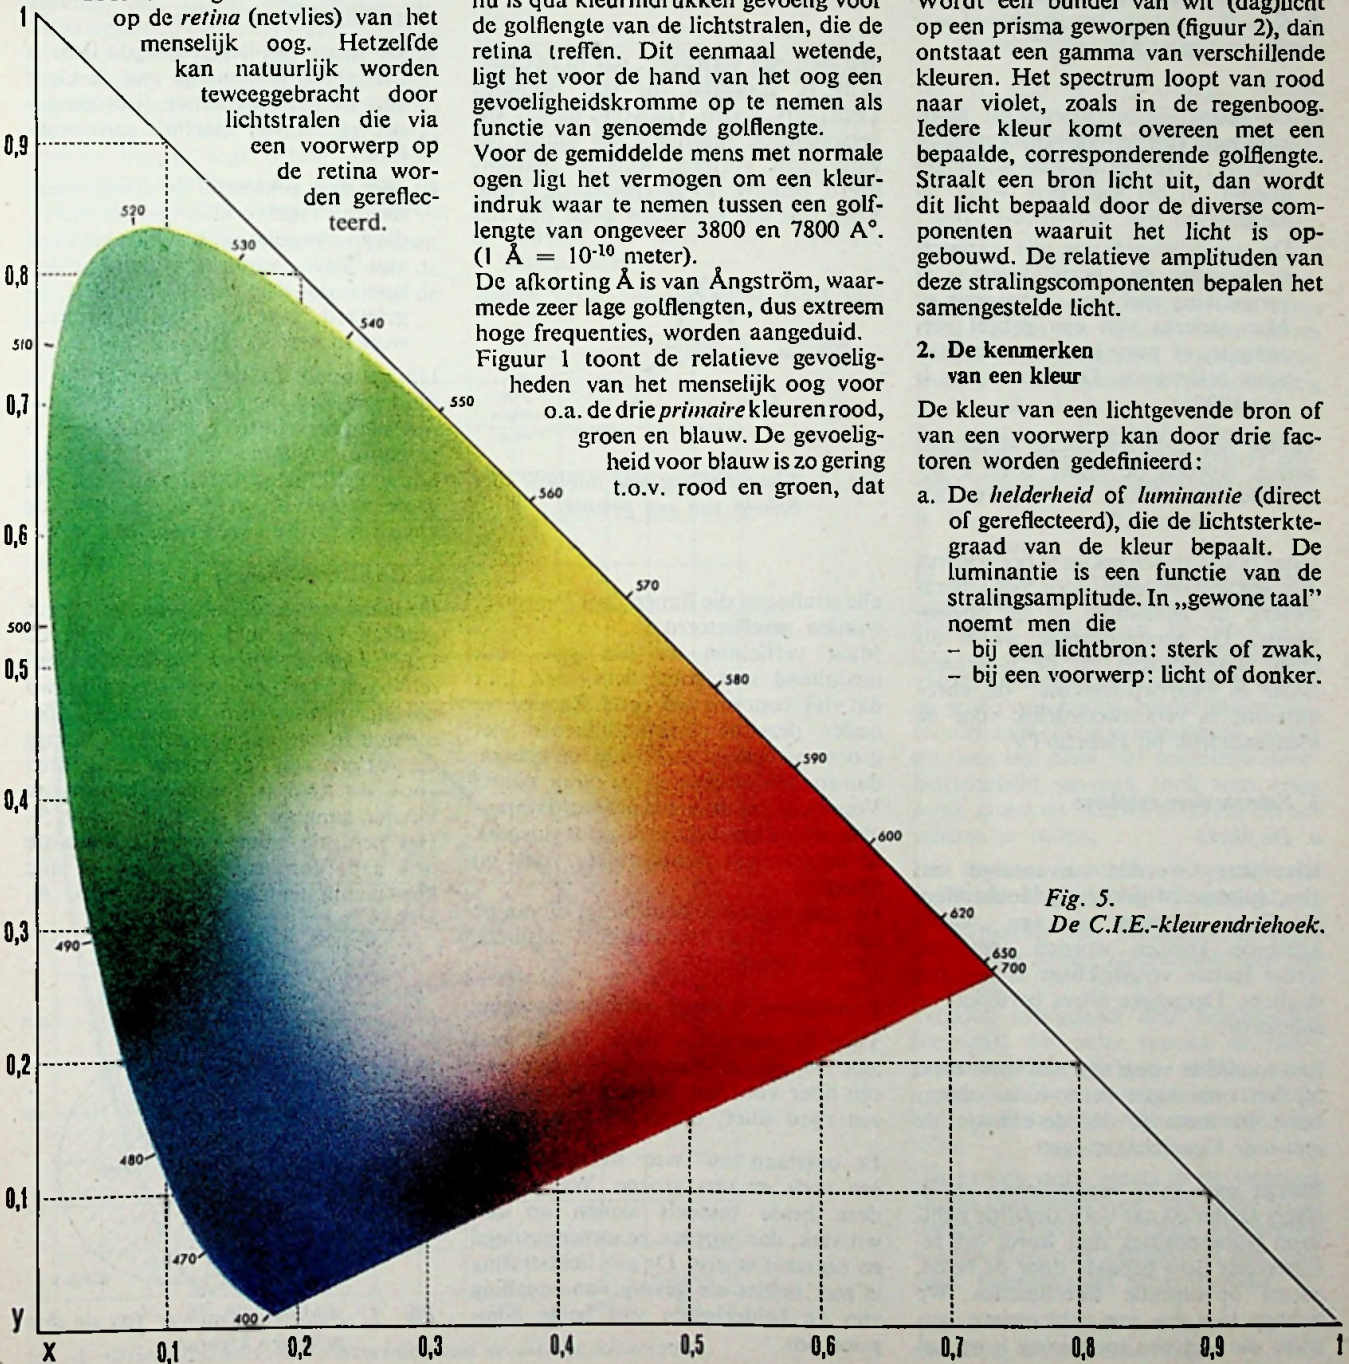 op de retina (netvlies) van het
menselijk oog. Hetzelfde
kan natuurlijk worden
teweeggebracht door
lichtstralen die via
een voorwerp op
de retina wor-
den gereflec-
teerd.
nu is qua kleurindrukken gevoelig voor
de golflengte van de lichtstralen, die de
retina treffen. Dit eenmaal wetende,
ligt het voor de hand van het oog een
gevoeligheidskromme op te nemen als
functie van genoemde golflengte.
Voor de gemiddelde mens met normale
ogen ligt het vermogen om een kleur-
indruk waar te nemen tussen een golf-
lengte van ongeveer 3800 en 7800 A°.
(1 Å = 10⁻¹⁰ meter).
De afkorting Å is van Ångström, waar-
mede zeer lage golflengten, dus extreem
hoge frequenties, worden aangeduid.
Figuur 1 toont de relatieve gevoelig-
heden van het menselijk oog voor
o.a. de drie primaire kleuren rood,
groen en blauw. De gevoelig-
heid voor blauw is zo gering
t.o.v. rood en groen, dat
Wordt een bundel van wit (dag)licht
op een prisma geworpen (figuur 2), dan
ontstaat een gamma van verschillende
kleuren. Het spectrum loopt van rood
naar violet, zoals in de regenboog.
Iedere kleur komt overeen met een
bepaalde, corresponderende golflengte.
Straalt een bron licht uit, dan wordt
dit licht bepaald door de diverse com-
ponenten waaruit het licht is op-
gebouwd. De relatieve amplituden van
deze stralingscomponenten bepalen het
samengestelde licht.
2. De kenmerken
van een kleur
De kleur van een lichtgevende bron of
van een voorwerp kan door drie fac-
toren worden gedefinieerd:
a. De helderheid of luminantie (direct
of gereflecteerd), die de lichtsterkte-
graad van de kleur bepaalt. De
luminantie is een functie van de
stralingsamplitude. In „gewone taal”
noemt men die
– bij een lichtbron: sterk of zwak,
– bij een voorwerp: licht of donker.
Fig. 5.
De C.I.E.-kleurendriehoek.
1
0,9
0,8
0,7
0,6
0,5
0,4
0,3
0,2
0,1
y
x
0,1
0,2
0,3
0,4
0,5
0,6
0,7
0,8
0,9
1
520
530
540
550
560
570
580
590
600
620
650
700
510
500
490
480
470
400